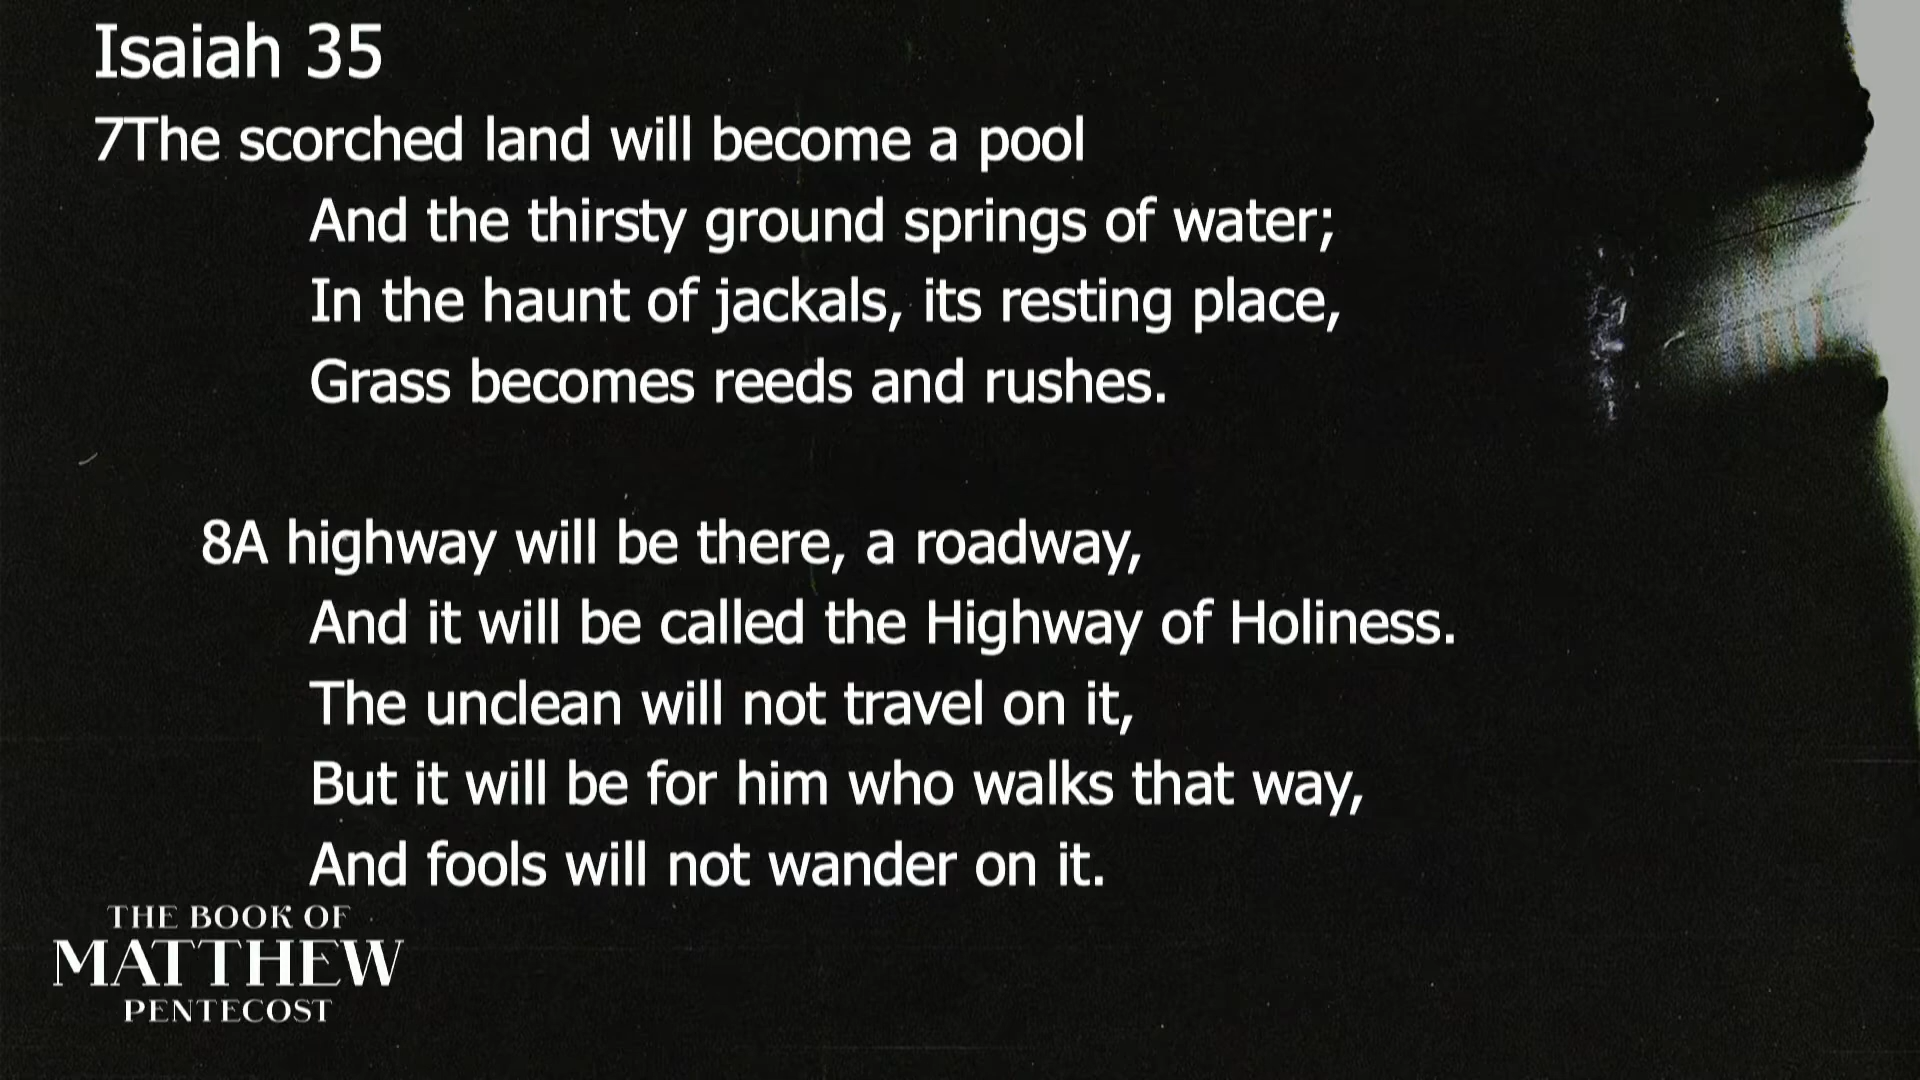 Isaiah 35
7The scorched land will become a pool
And the thirsty ground springs of water;
In the haunt of jackals, its resting place,
Grass becomes reeds and rushes.
8A highway will be there, a roadway,
And it will be called the Highway of Holiness.
The unclean will not travel on it,
But it will be for him who walks that way,
And fools will not wander on it.
THE BOOK OF
MATTHEW
PENTECOST